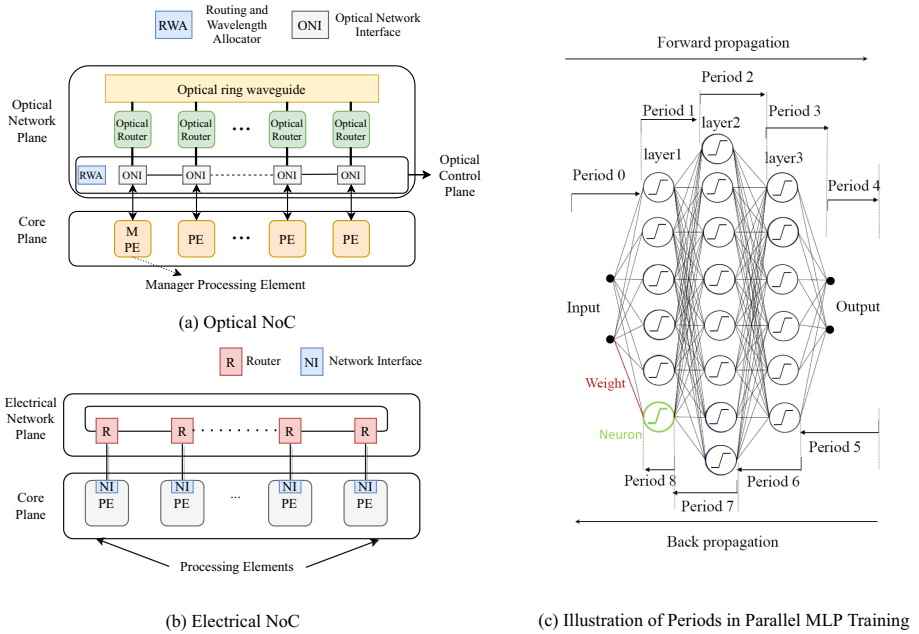 RWA
Routing and
Wavelength
Allocator
ONI
Optical Network
Interface
Optical
Network
Plane
Optical ring waveguide
Optical
Router
Optical
Router
...
Optical
Router
Optical
Router
RWA
ONI
ONI
ONI
ONI
Optical
Control
Plane
Core
Plane
M
PE
PE
...
PE
PE
Manager Processing Element
(a) Optical NoC
R
Router
NI
Network Interface
Electrical
Network
Plane
R
R
R
R
Core
Plane
NI
PE
NI
PE
...
NI
PE
NI
PE
Processing Elements
(b) Electrical NoC
Forward propagation
Period 2
Period 1
Period 3
layer2
layer1
layer3
Period 0
Period 4
Input
Output
Weight
Neuron
Period 5
Period 8
Period 6
Period 7
Back propagation
(c) Illustration of Periods in Parallel MLP Training